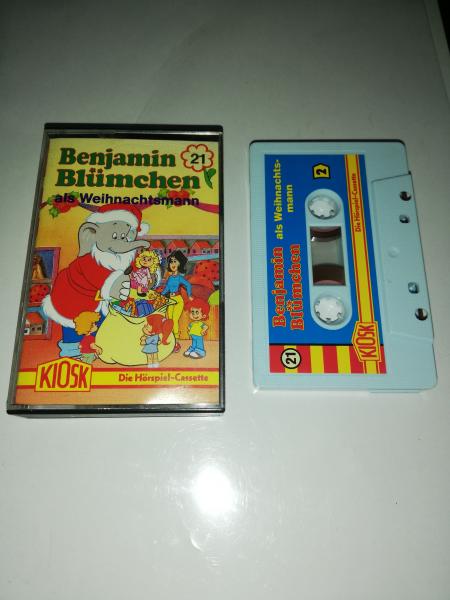 Benjamin 21
Blümchen
als Weihnachtsmann
KIOSK
Die Hörspiel-Cassette
21
Benjamin
Blümchen
als Weihnachts-
mann
2
KIOSK
Die Hörspiel-Cassette